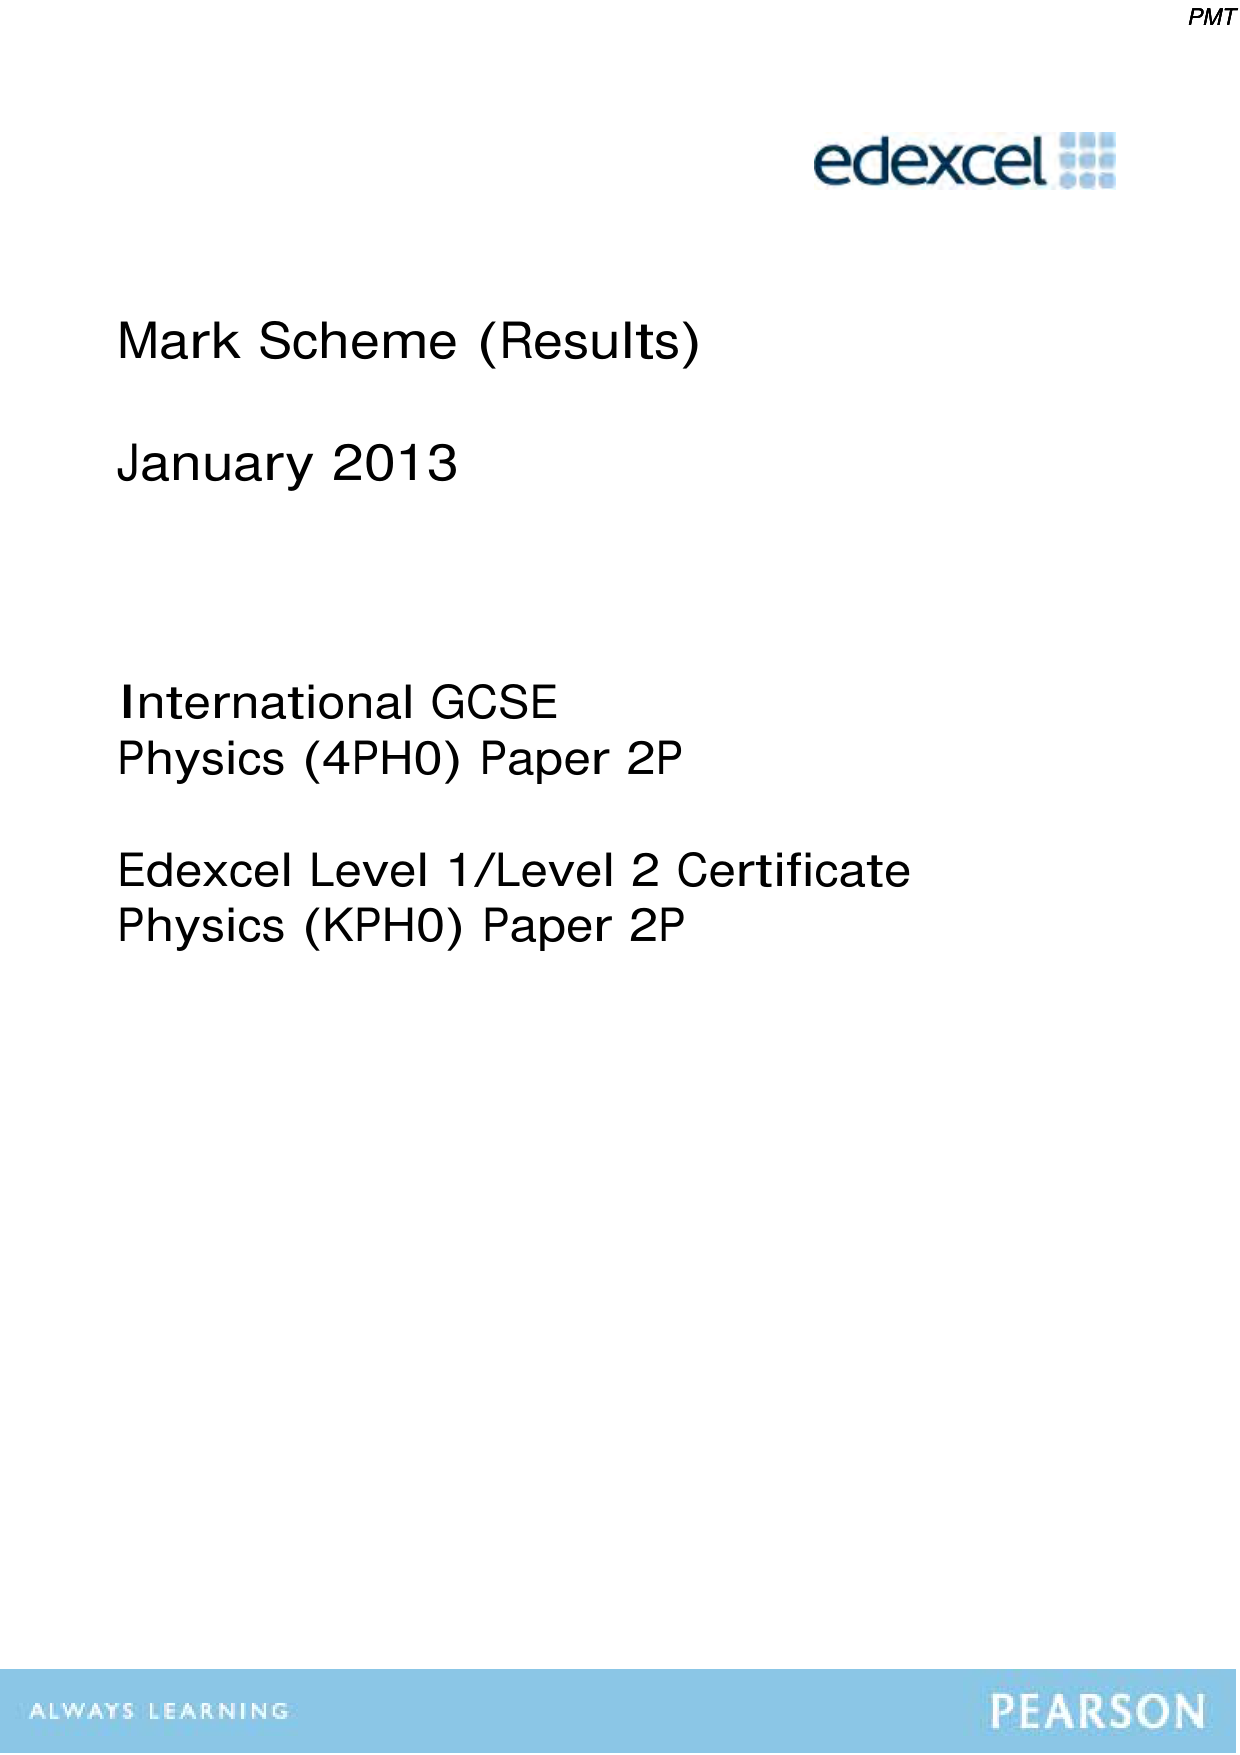 PMT
edexcel
Mark Scheme (Results)
January 2013
International GCSE
Physics (4PH0) Paper 2P
Edexcel Level 1/Level 2 Certificate
Physics (KPH0) Paper 2P
ALWAYS LEARNING
PEARSON